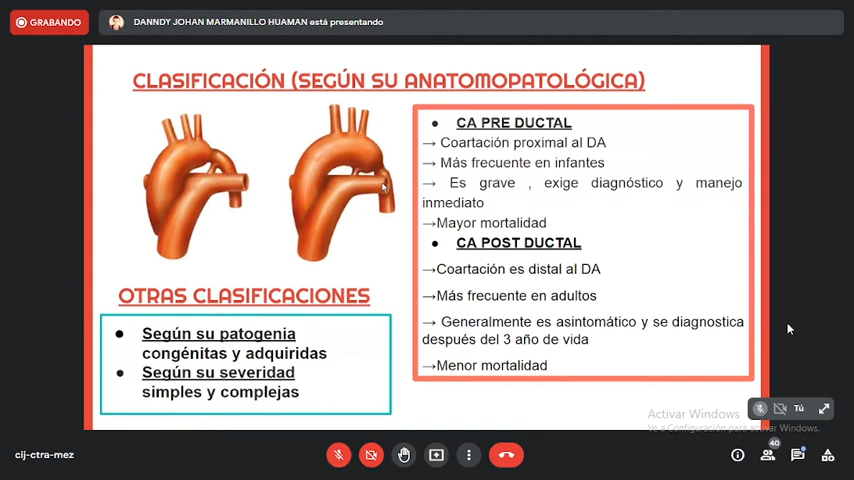 GRABANDO
DANNDY JOHAN MARMANILLO HUAMAN está presentando
CLASIFICACIÓN (SEGÚN SU ANATOMOPATOLÓGICA)
● CA PRE DUCTAL
→ Coartación proximal al DA
→ Más frecuente en infantes
→ Es grave , exige diagnóstico y manejo
inmediato
→Mayor mortalidad
● CA POST DUCTAL
→Coartación es distal al DA
→Más frecuente en adultos
→ Generalmente es asintomático y se diagnostica
después del 3 año de vida
→Menor mortalidad
OTRAS CLASIFICACIONES
● Según su patogenia
congénitas y adquiridas
● Según su severidad
simples y complejas
Tú
Activar Windows
Ve a Configuración para activar Windows.
cij-ctra-mez
40